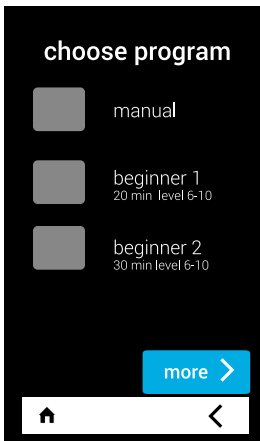 choose program
manual
beginner 1
20 min level 6-10
beginner 2
30 min level 6-10
more